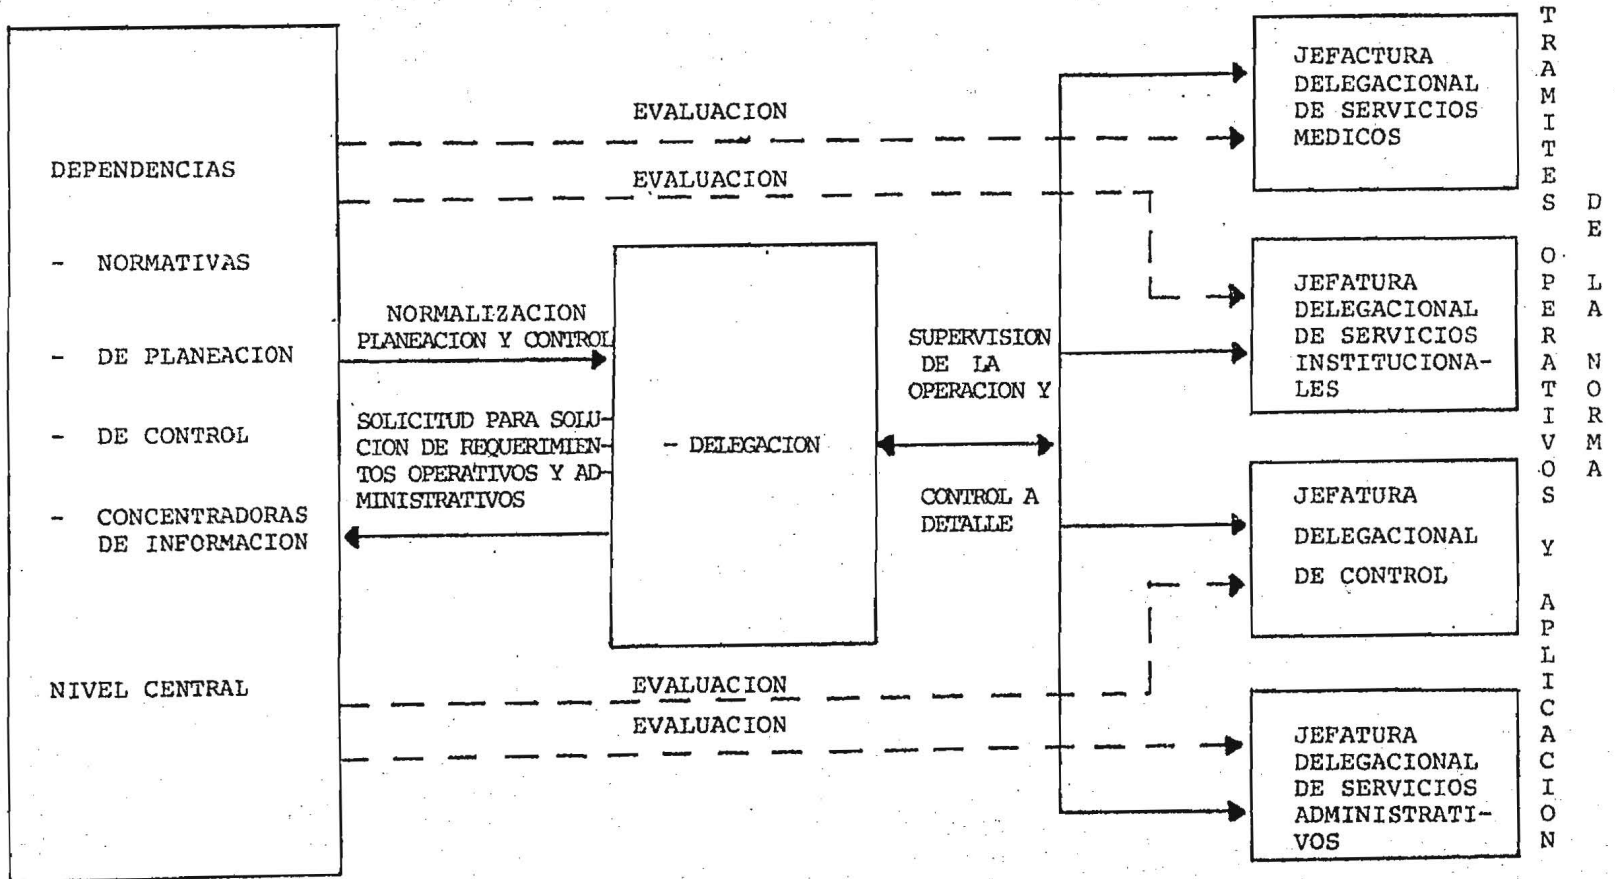 DEPENDENCIAS
- NORMATIVAS
- DE PLANEACION
- DE CONTROL
- CONCENTRADORAS
DE INFORMACION
NIVEL CENTRAL
EVALUACION
EVALUACION
NORMALIZACION
PLANEACION Y CONTROL
SOLICITUD PARA SOLU-
CION DE REQUERIMIEN-
TOS OPERATIVOS Y AD-
MINISTRATIVOS
- DELEGACION
EVALUACION
EVALUACION
SUPERVISION
DE LA
OPERACION Y
CONTROL A
DETALLE
JEFACTURA
DELEGACIONAL
DE SERVICIOS
MEDICOS
JEFATURA
DELEGACIONAL
DE SERVICIOS
INSTITUCIONA-
LES
JEFATURA
DELEGACIONAL
DE CONTROL
JEFATURA
DELEGACIONAL
DE SERVICIOS
ADMINISTRATI-
VOS
TRAMITES OPERATIVOS Y APLICACION
DE LA NORMA